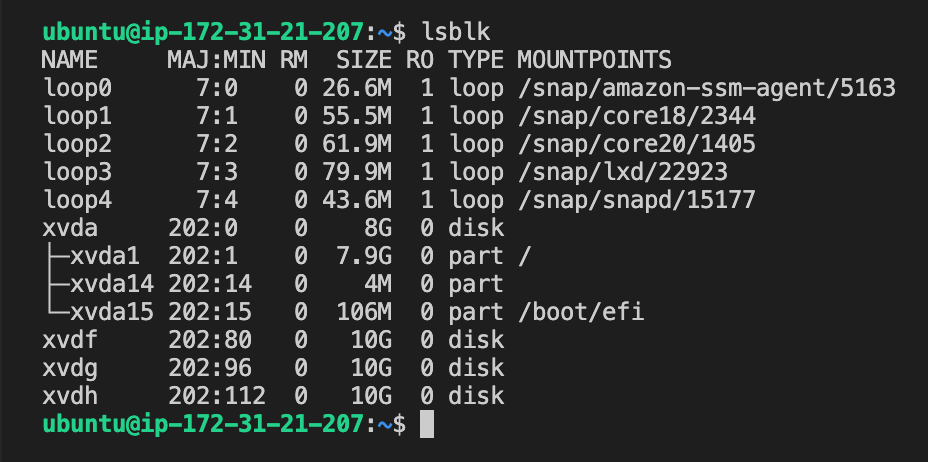 ubuntu@ip-172-31-21-207:~$ lsblk
NAME     MAJ:MIN RM  SIZE RO TYPE MOUNTPOINTS
loop0      7:0    0 26.6M  1 loop /snap/amazon-ssm-agent/5163
loop1      7:1    0 55.5M  1 loop /snap/core18/2344
loop2      7:2    0 61.9M  1 loop /snap/core20/1405
loop3      7:3    0 79.9M  1 loop /snap/lxd/22923
loop4      7:4    0 43.6M  1 loop /snap/snapd/15177
xvda     202:0    0    8G  0 disk
├─xvda1  202:1    0  7.9G  0 part /
├─xvda14 202:14   0    4M  0 part
└─xvda15 202:15   0  106M  0 part /boot/efi
xvdf     202:80   0   10G  0 disk
xvdg     202:96   0   10G  0 disk
xvdh     202:112  0   10G  0 disk
ubuntu@ip-172-31-21-207:~$